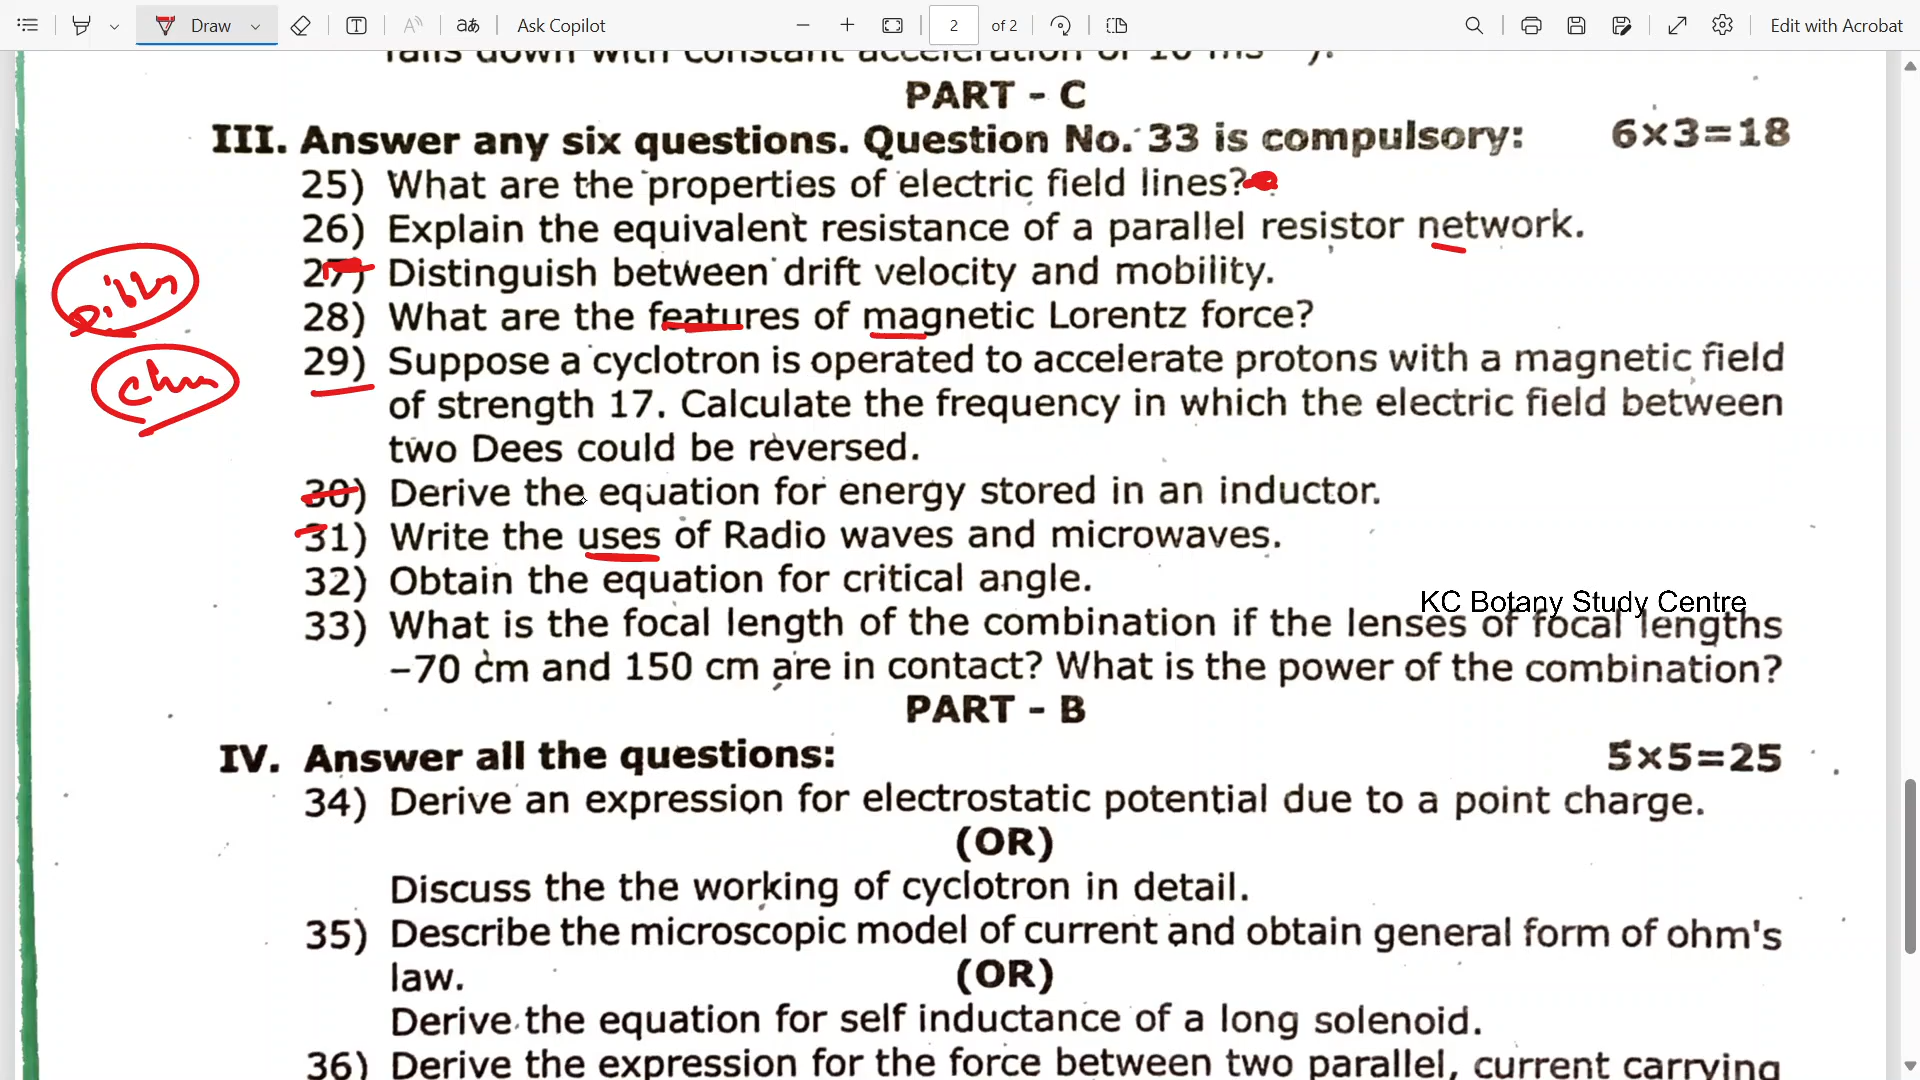 Draw
Ask Copilot
2 of 2
Edit with Acrobat
falls down with constant acceleration of 10 ms
PART - C
III. Answer any six questions. Question No. 33 is compulsory: 6×3=18
25) What are the properties of electric field lines?
26) Explain the equivalent resistance of a parallel resistor network.
27) Distinguish between drift velocity and mobility.
28) What are the features of magnetic Lorentz force?
29) Suppose a cyclotron is operated to accelerate protons with a magnetic field
of strength 17. Calculate the frequency in which the electric field between
two Dees could be reversed.
30) Derive the equation for energy stored in an inductor.
31) Write the uses of Radio waves and microwaves.
32) Obtain the equation for critical angle.
KC Botany Study Centre
33) What is the focal length of the combination if the lenses of focal lengths
−70 cm and 150 cm are in contact? What is the power of the combination?
PART - B
IV. Answer all the questions: 5×5=25
34) Derive an expression for electrostatic potential due to a point charge.
(OR)
Discuss the the working of cyclotron in detail.
35) Describe the microscopic model of current and obtain general form of ohm's
law. (OR)
Derive the equation for self inductance of a long solenoid.
36) Derive the expression for the force between two parallel, current carrying